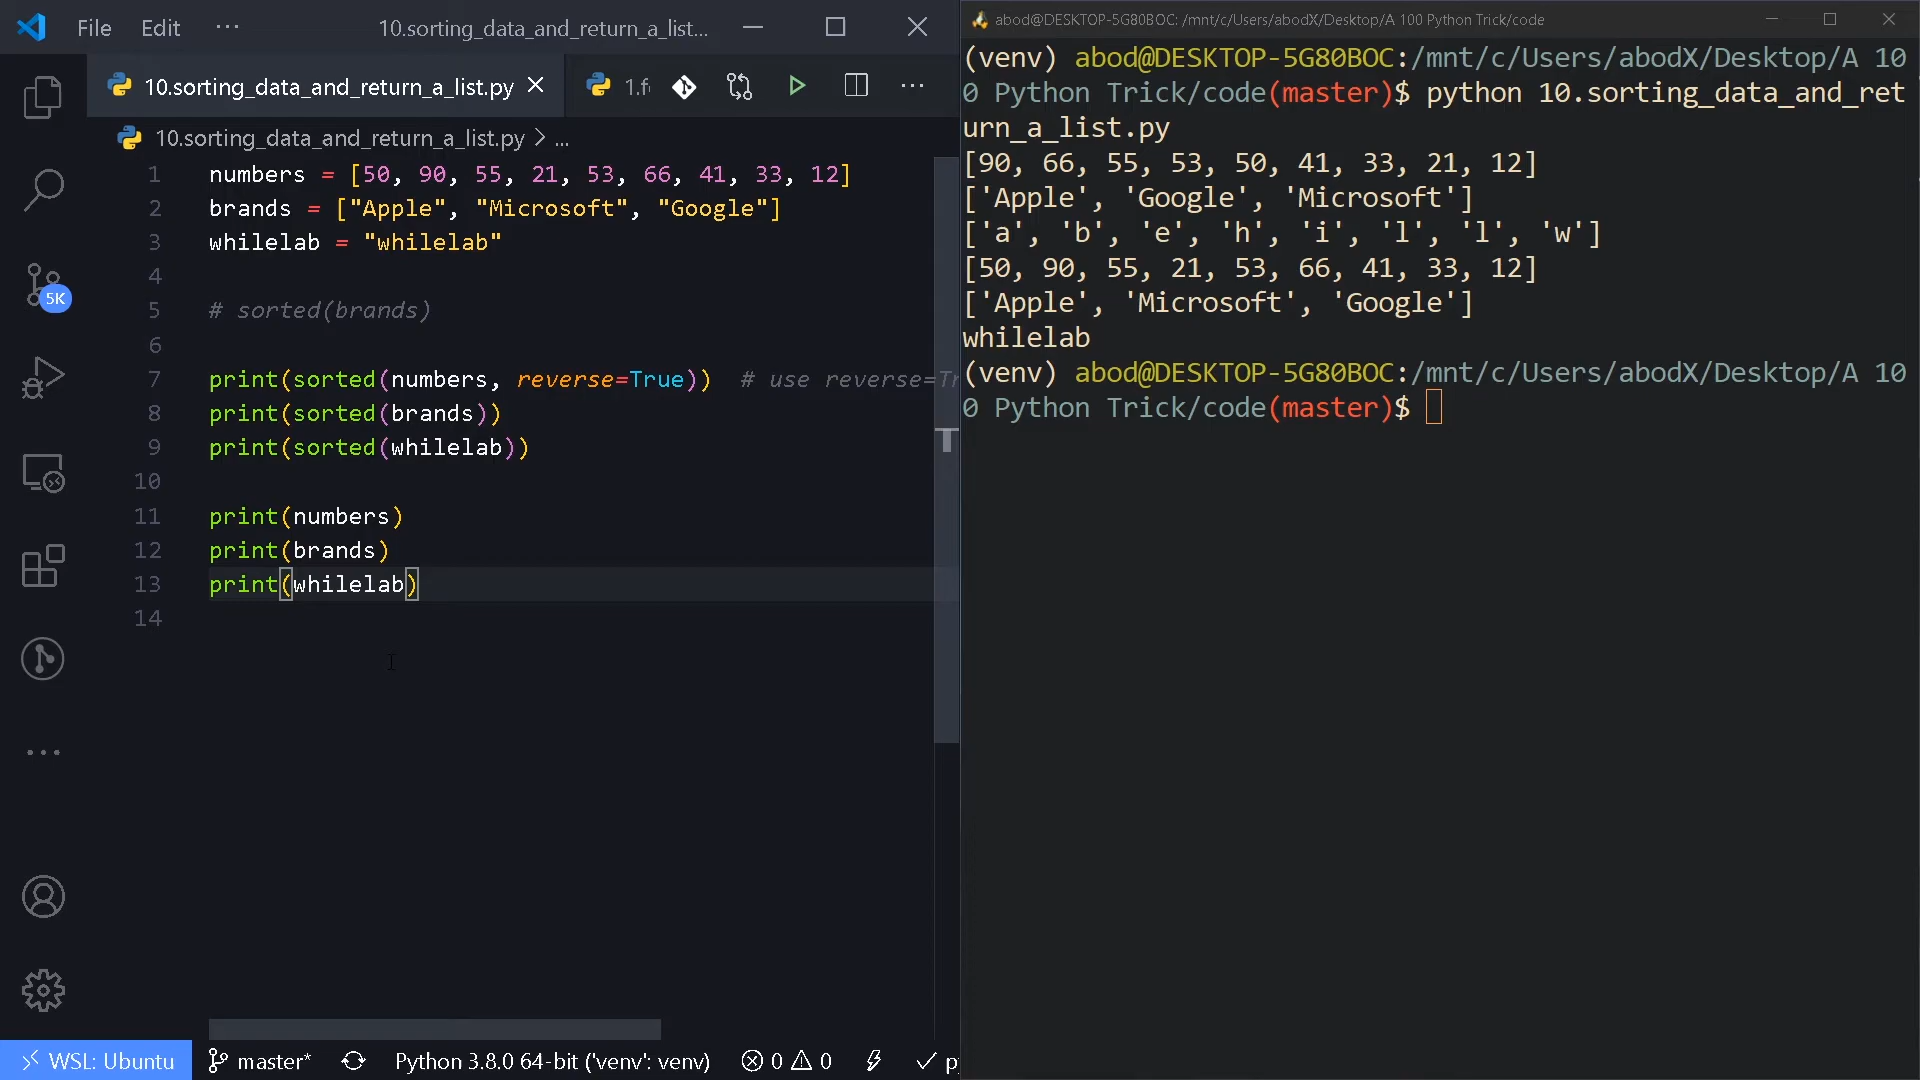 File Edit ··· 10.sorting_data_and_return_a_list...
10.sorting_data_and_return_a_list.py
10.sorting_data_and_return_a_list.py > ...
1 numbers = [50, 90, 55, 21, 53, 66, 41, 33, 12]
2 brands = ["Apple", "Microsoft", "Google"]
3 whilelab = "whilelab"
4
5 # sorted(brands)
6
7 print(sorted(numbers, reverse=True)) # use reverse=Tr
8 print(sorted(brands))
9 print(sorted(whilelab))
10
11 print(numbers)
12 print(brands)
13 print(whilelab)
14
5K
WSL: Ubuntu master* Python 3.8.0 64-bit ('venv': venv) 0 0
abod@DESKTOP-5G80BOC: /mnt/c/Users/abodX/Desktop/A 100 Python Trick/code
(venv) abod@DESKTOP-5G80BOC:/mnt/c/Users/abodX/Desktop/A 10
0 Python Trick/code(master)$ python 10.sorting_data_and_ret
urn_a_list.py
[90, 66, 55, 53, 50, 41, 33, 21, 12]
['Apple', 'Google', 'Microsoft']
['a', 'b', 'e', 'h', 'i', 'l', 'l', 'w']
[50, 90, 55, 21, 53, 66, 41, 33, 12]
['Apple', 'Microsoft', 'Google']
whilelab
(venv) abod@DESKTOP-5G80BOC:/mnt/c/Users/abodX/Desktop/A 10
0 Python Trick/code(master)$